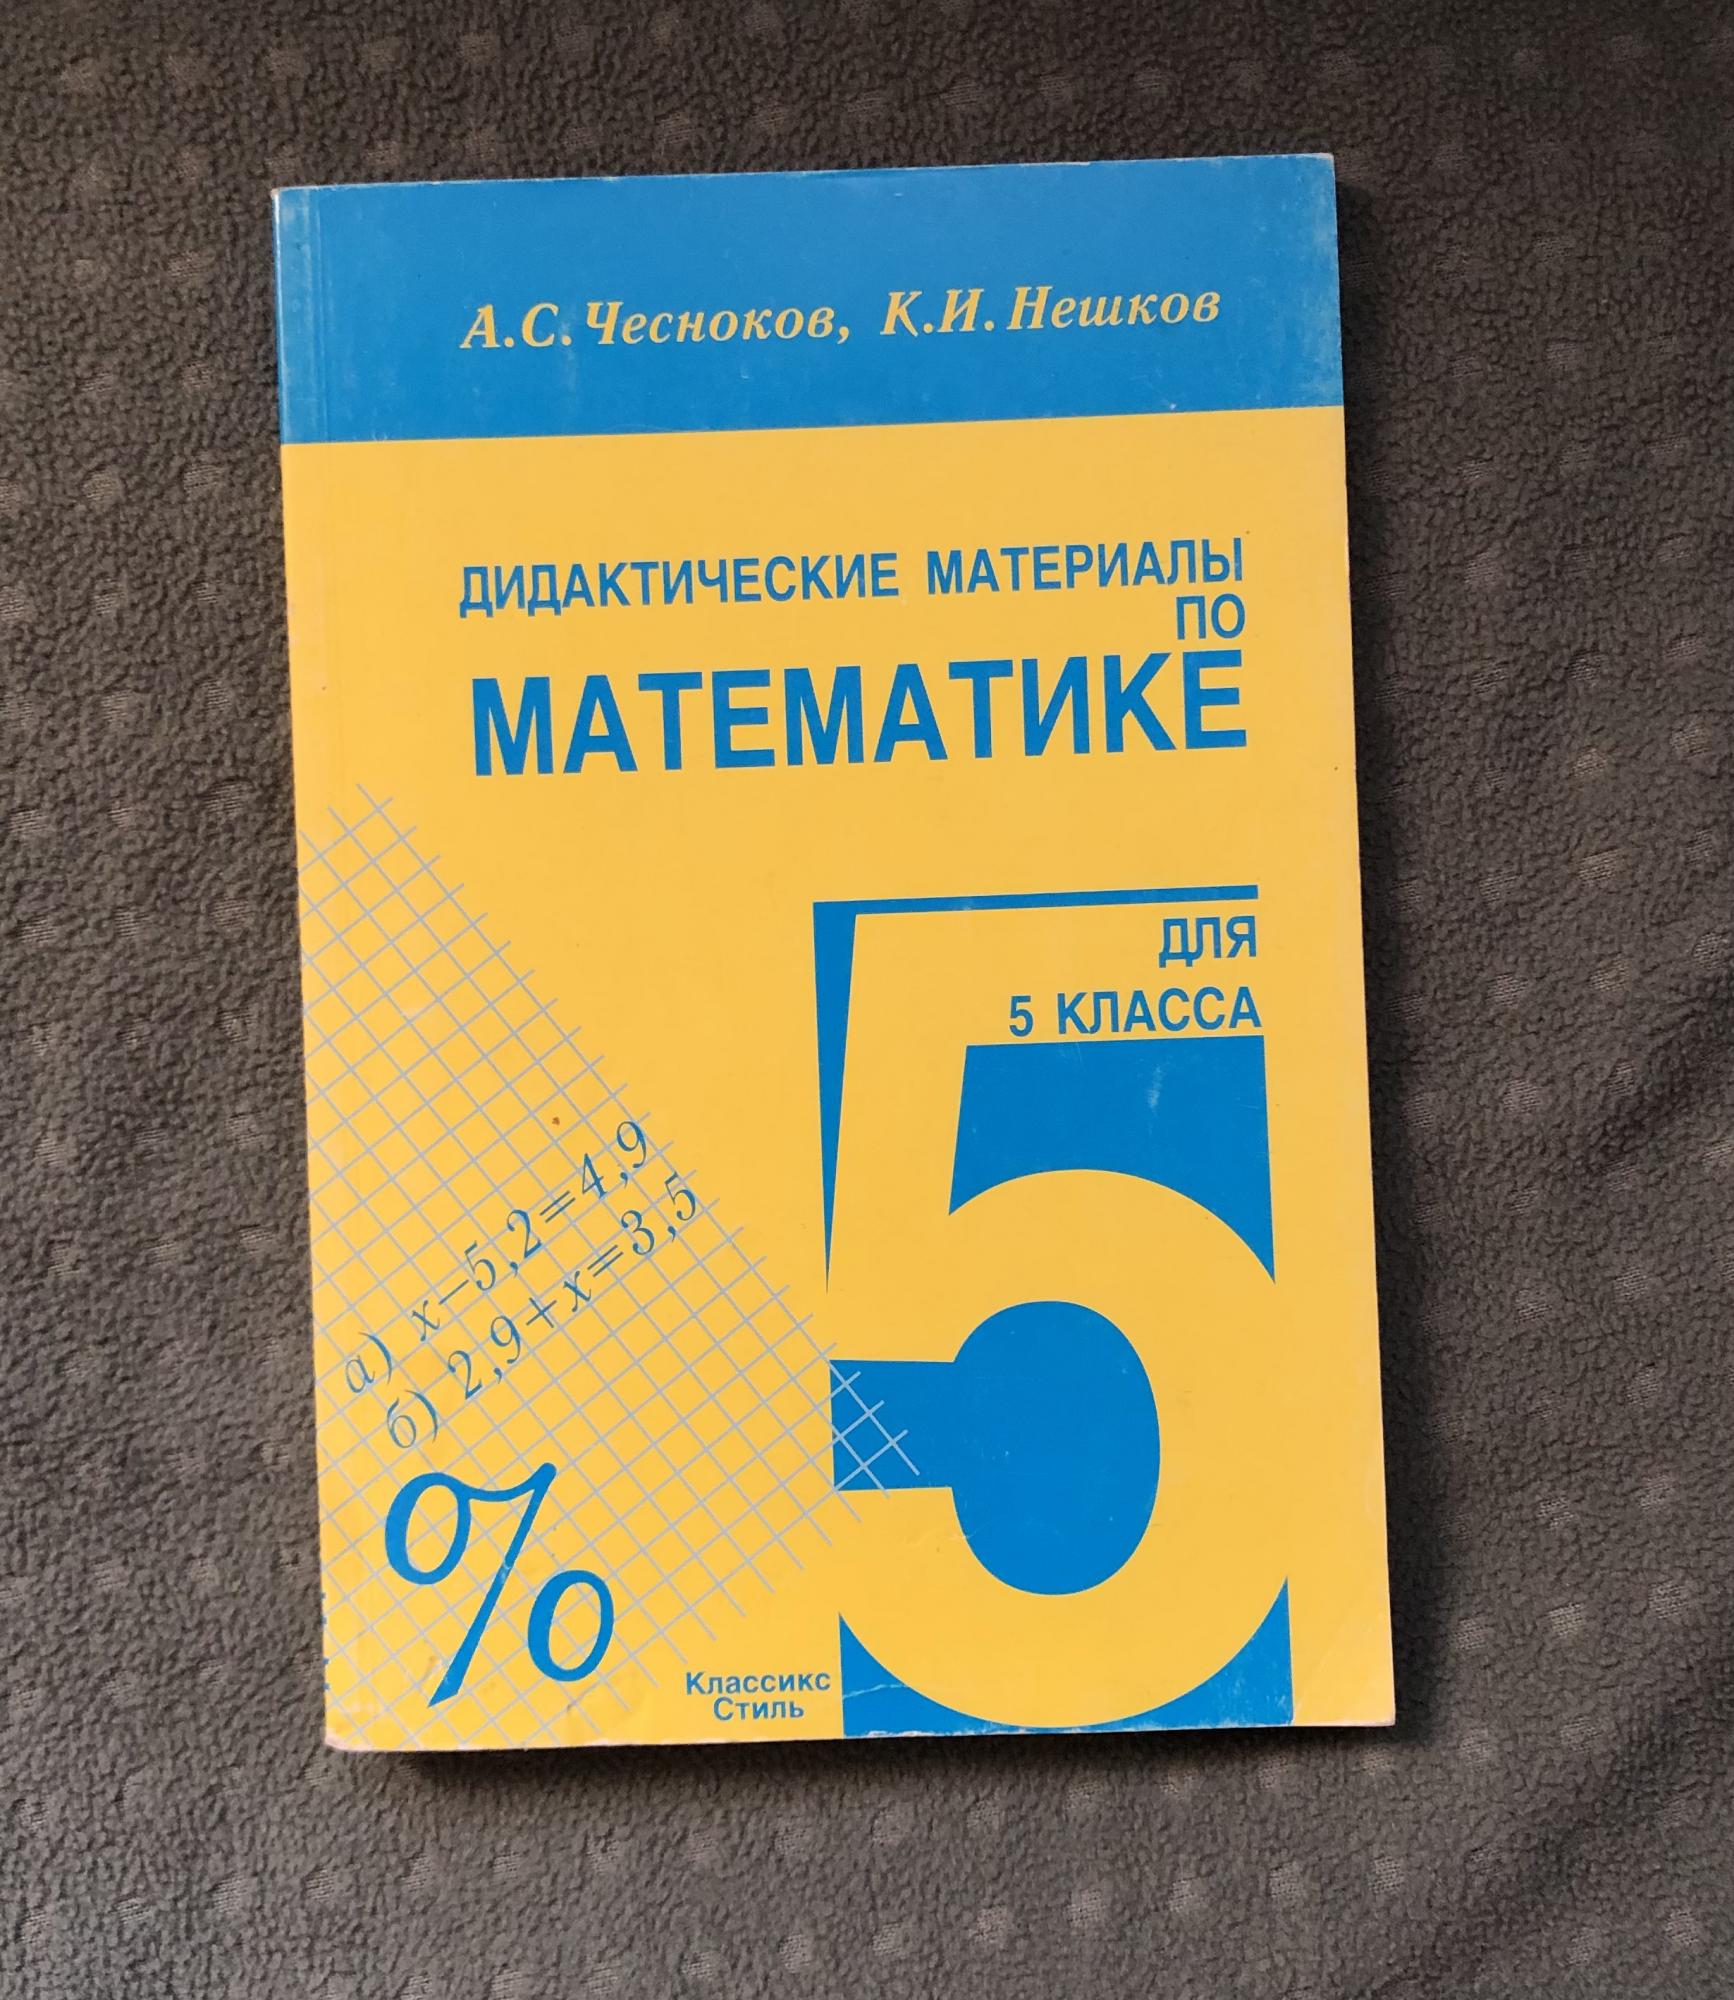 А.С. Чесноков, К.И. Нешков
ДИДАКТИЧЕСКИЕ МАТЕРИАЛЫ
ПО
МАТЕМАТИКЕ
ДЛЯ
5 КЛАССА
5
а) x−5,2=4,9
б) 2,9+x=3,5
%
Классикс
Стиль